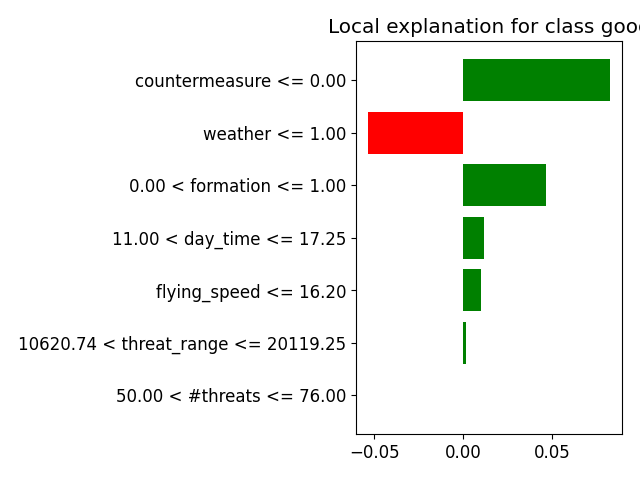 Local explanation for class good
countermeasure <= 0.00
weather <= 1.00
0.00 < formation <= 1.00
11.00 < day_time <= 17.25
flying_speed <= 16.20
10620.74 < threat_range <= 20119.25
50.00 < #threats <= 76.00
−0.05 0.00 0.05